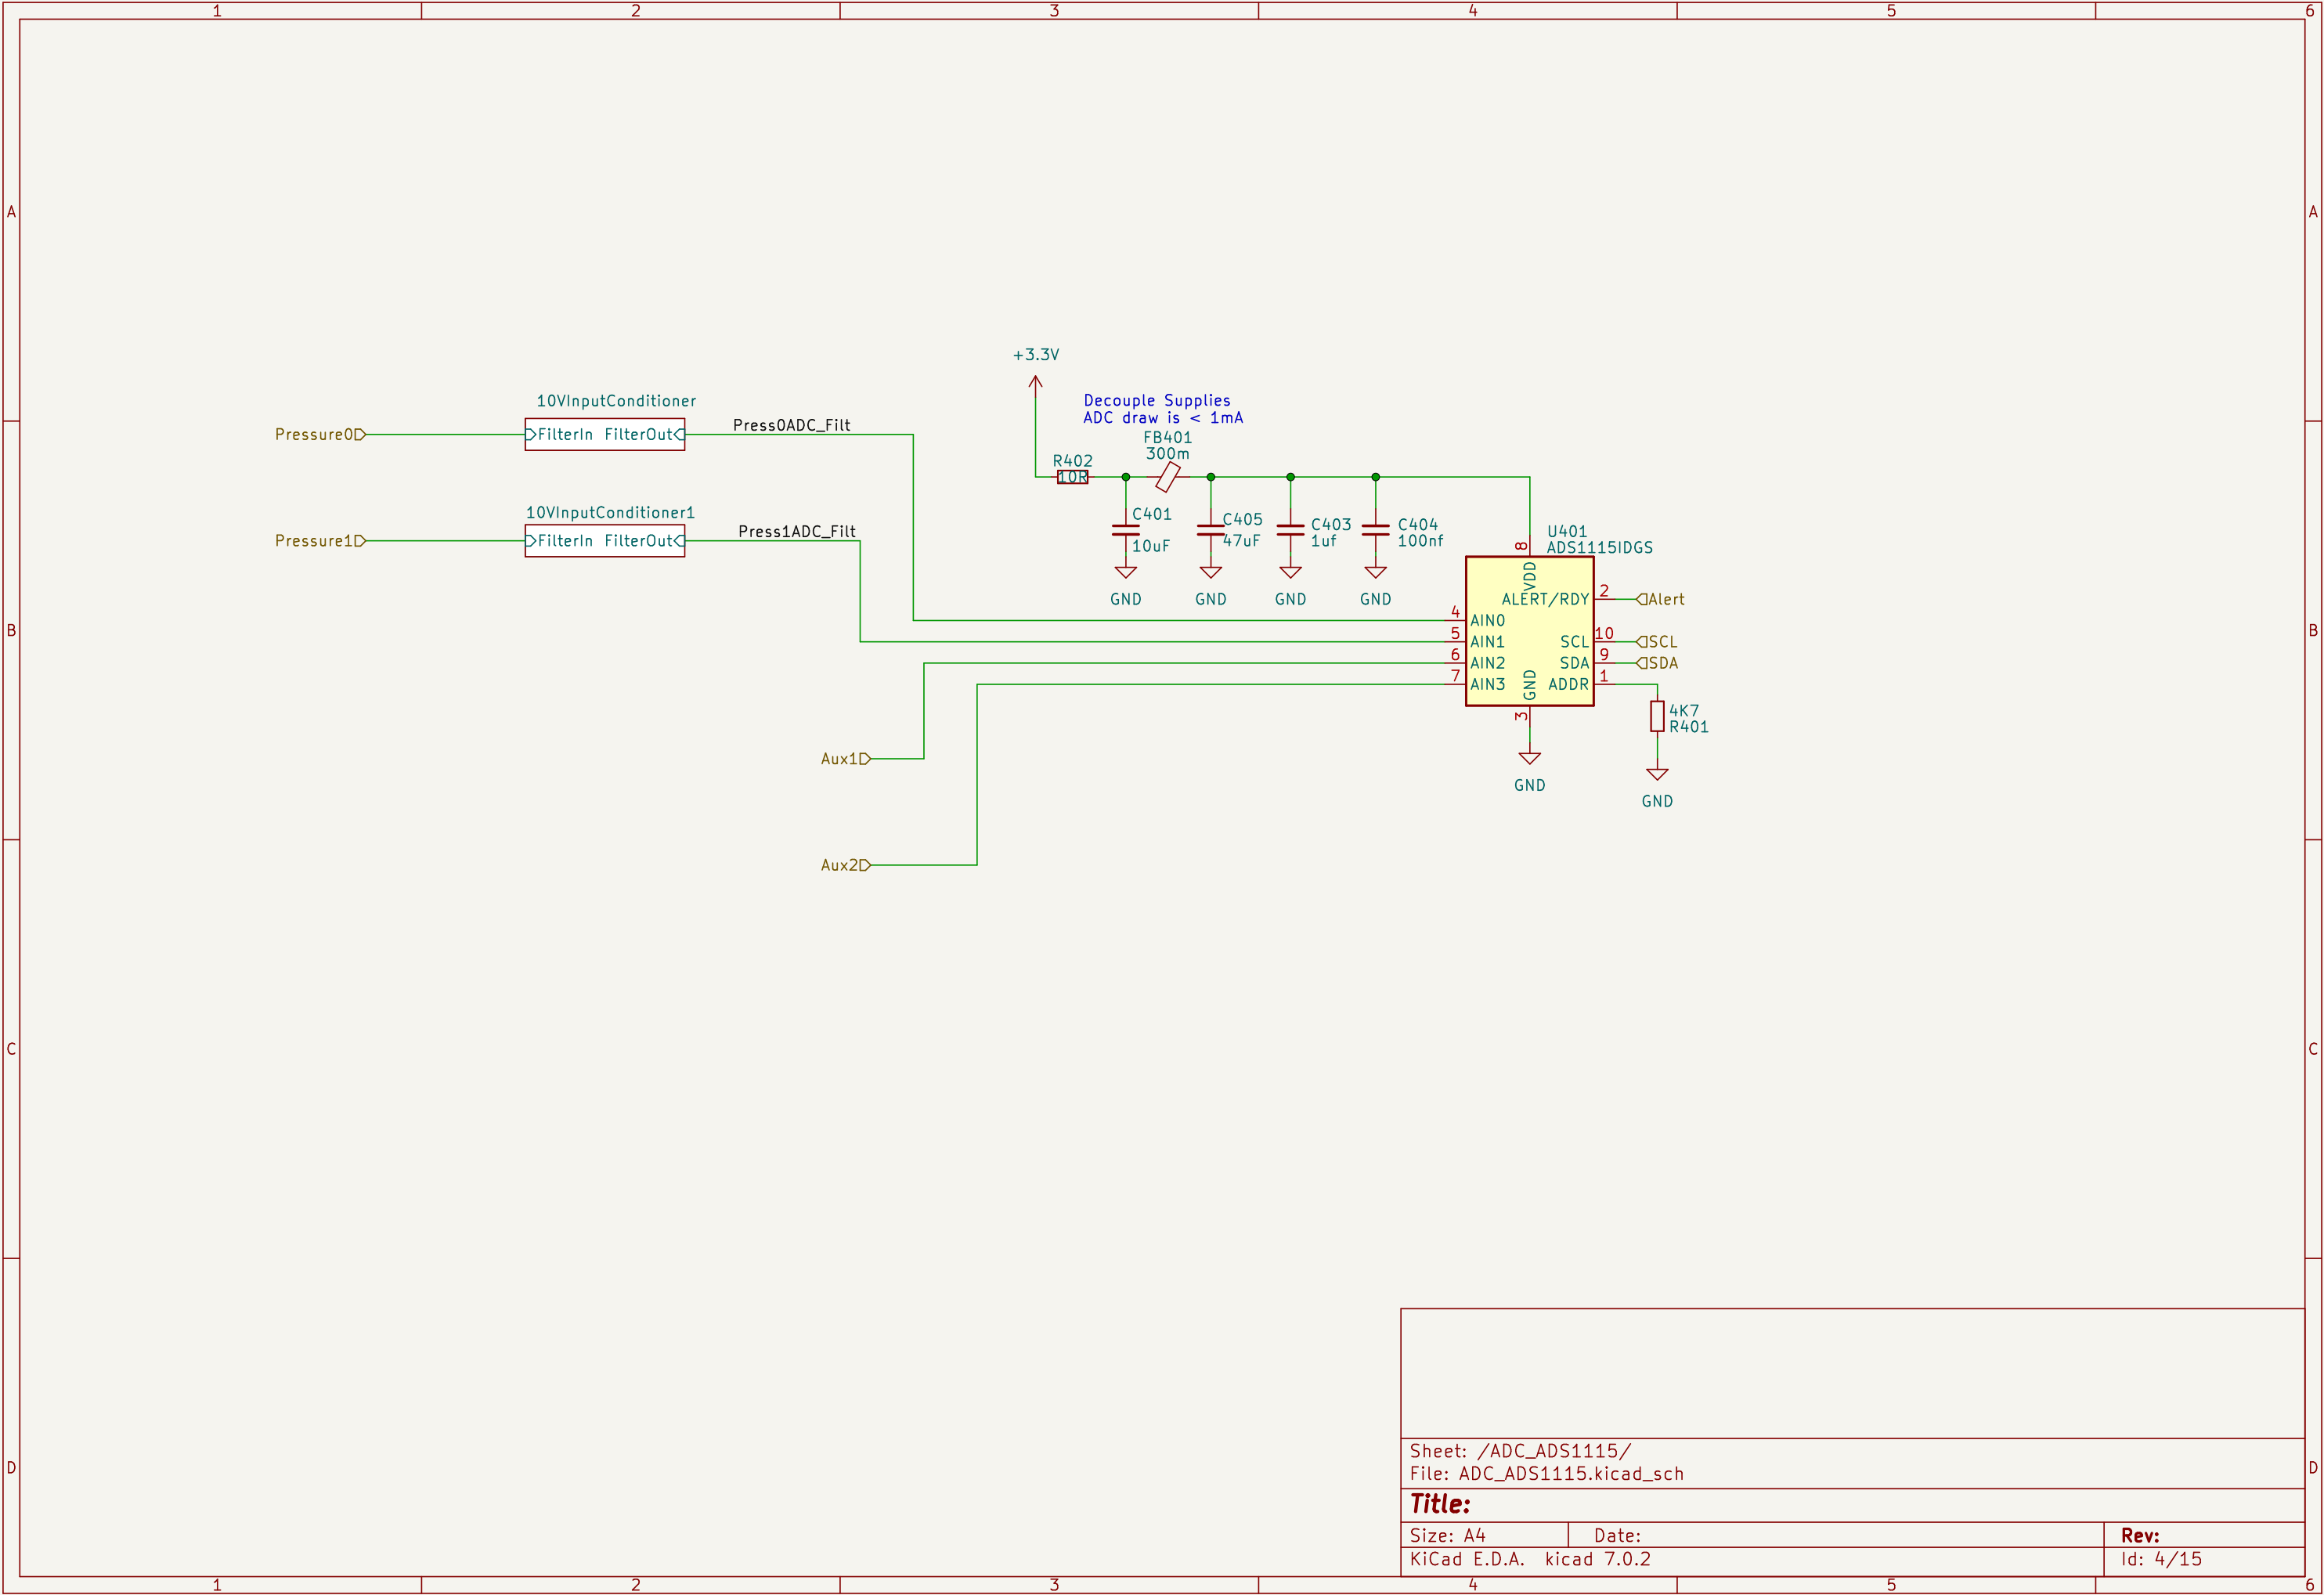 1 2 3 4 5 6
A A
+3.3V
Decouple Supplies
ADC draw is < 1mA
10VInputConditioner
Pressure0 FilterIn FilterOut Press0ADC_Filt
FB401
300m
R402
10R
10VInputConditioner1
Pressure1 FilterIn FilterOut Press1ADC_Filt
C401
10uF
C405
47uF
C403
1uf
C404
100nf
GND GND GND GND
U401
ADS1115IDGS
8
VDD
ALERT/RDY 2 Alert
4 AIN0
5 AIN1 SCL 10 SCL
6 AIN2 SDA 9 SDA
7 AIN3 ADDR 1
GND
3
4K7
R401
GND
GND
B B
Aux1
Aux2
C C
D D
Sheet: /ADC_ADS1115/
File: ADC_ADS1115.kicad_sch
Title:
Size: A4 Date: Rev:
KiCad E.D.A. kicad 7.0.2 Id: 4/15
1 2 3 4 5 6